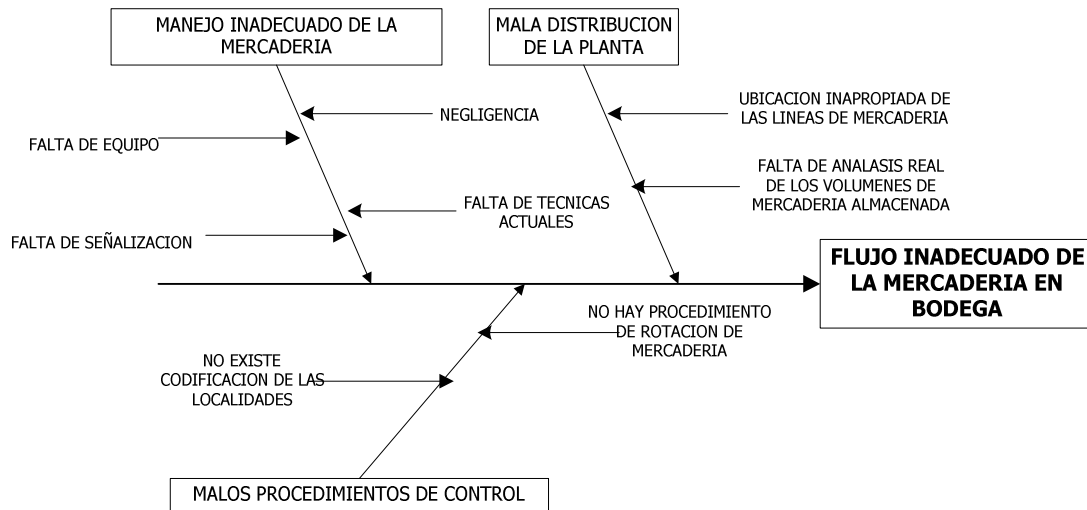 MANEJO INADECUADO DE LA
MERCADERIA
MALA DISTRIBUCION
DE LA PLANTA
NEGLIGENCIA
FALTA DE EQUIPO
FALTA DE TECNICAS
ACTUALES
FALTA DE SEÑALIZACION
UBICACION INAPROPIADA DE
LAS LINEAS DE MERCADERIA
FALTA DE ANALASIS REAL
DE LOS VOLUMENES DE
MERCADERIA ALMACENADA
FLUJO INADECUADO DE
LA MERCADERIA EN
BODEGA
NO HAY PROCEDIMIENTO
DE ROTACION DE
MERCADERIA
NO EXISTE
CODIFICACION DE LAS
LOCALIDADES
MALOS PROCEDIMIENTOS DE CONTROL